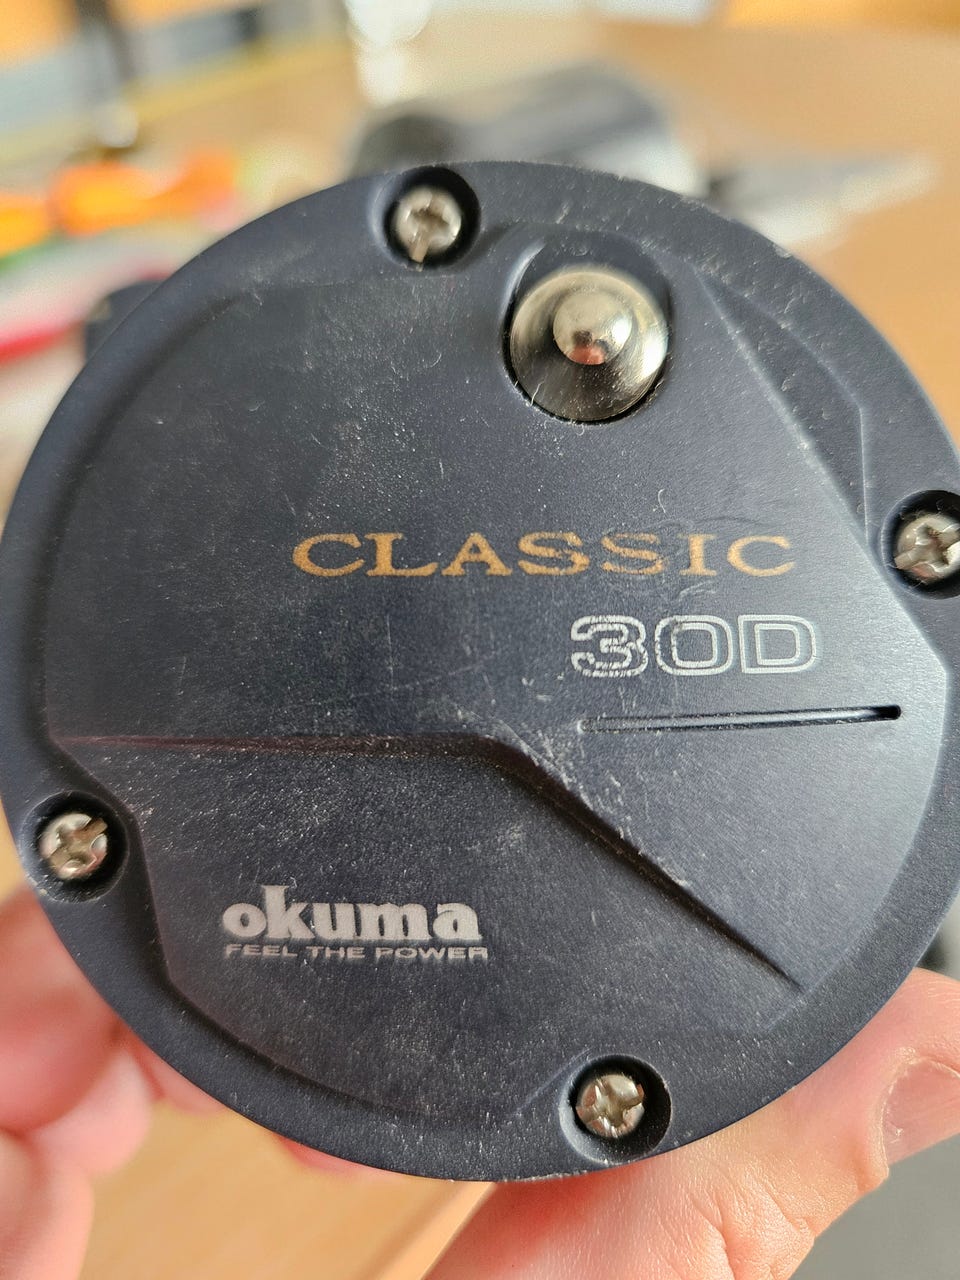 CLASSIC
30D
okuma
FEEL THE POWER